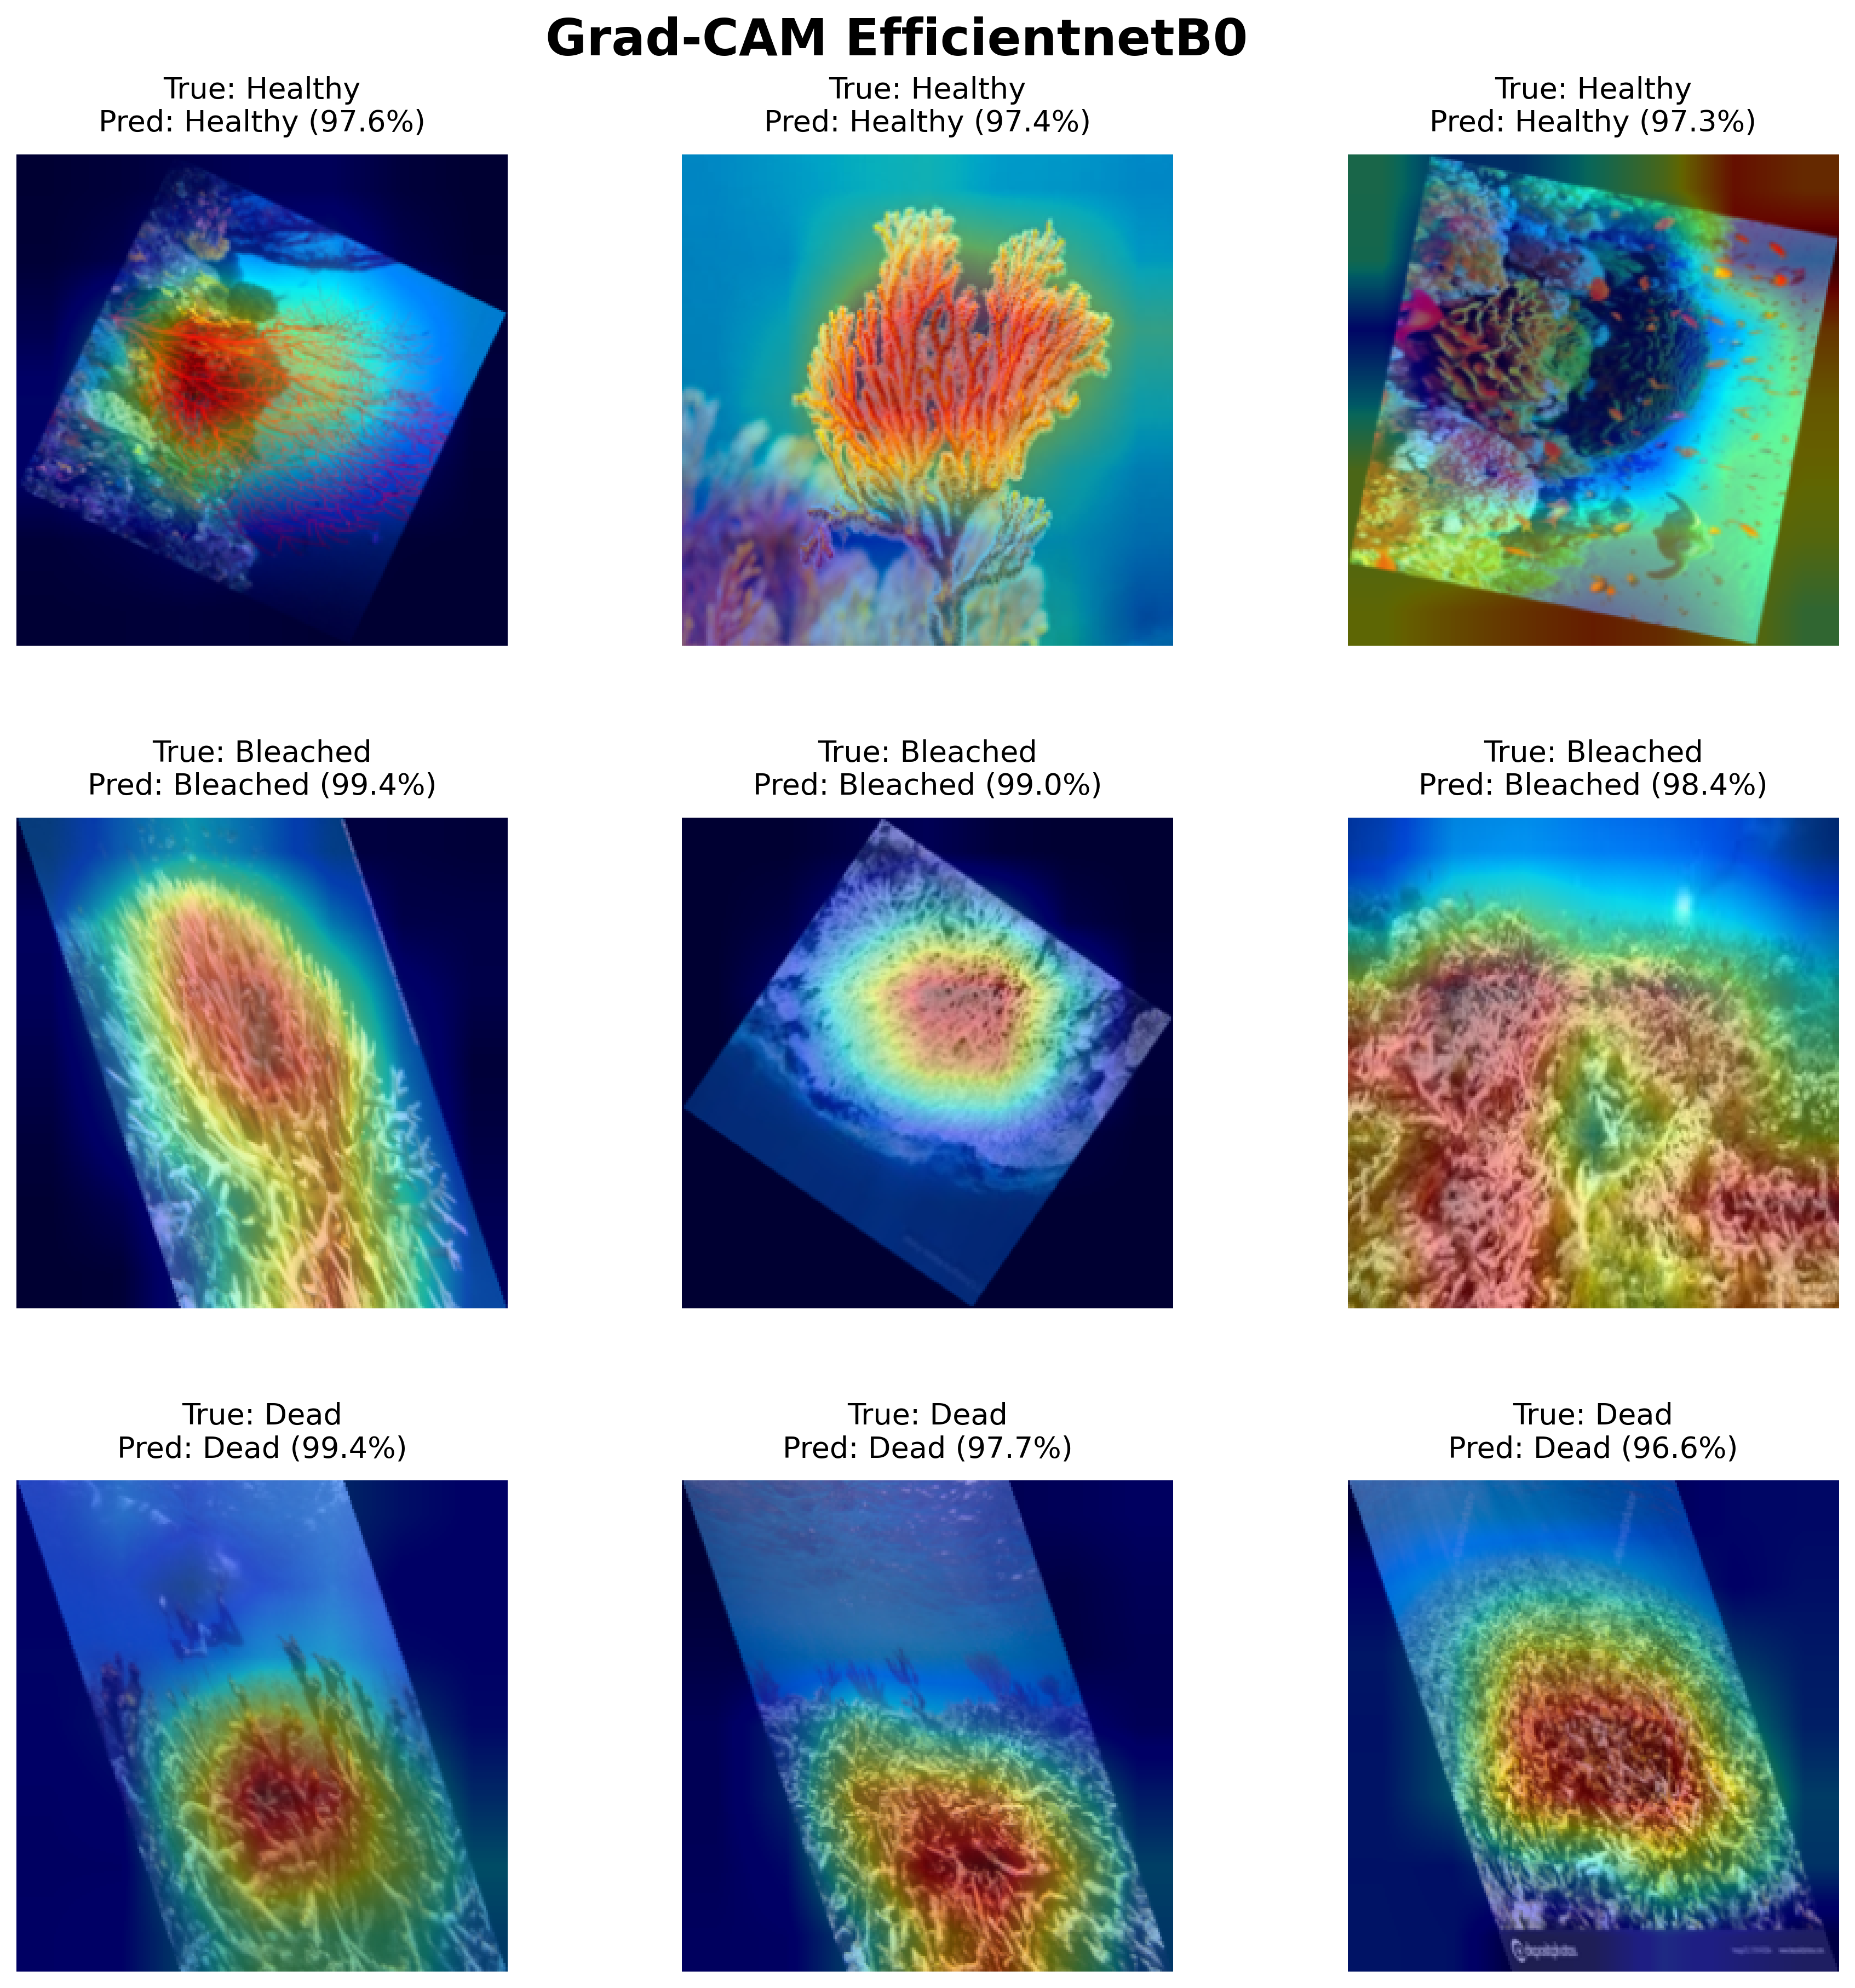 Grad-CAM EfficientnetB0
True: Healthy
Pred: Healthy (97.6%)
True: Healthy
Pred: Healthy (97.4%)
True: Healthy
Pred: Healthy (97.3%)
True: Bleached
Pred: Bleached (99.4%)
True: Bleached
Pred: Bleached (99.0%)
True: Bleached
Pred: Bleached (98.4%)
True: Dead
Pred: Dead (99.4%)
True: Dead
Pred: Dead (97.7%)
True: Dead
Pred: Dead (96.6%)